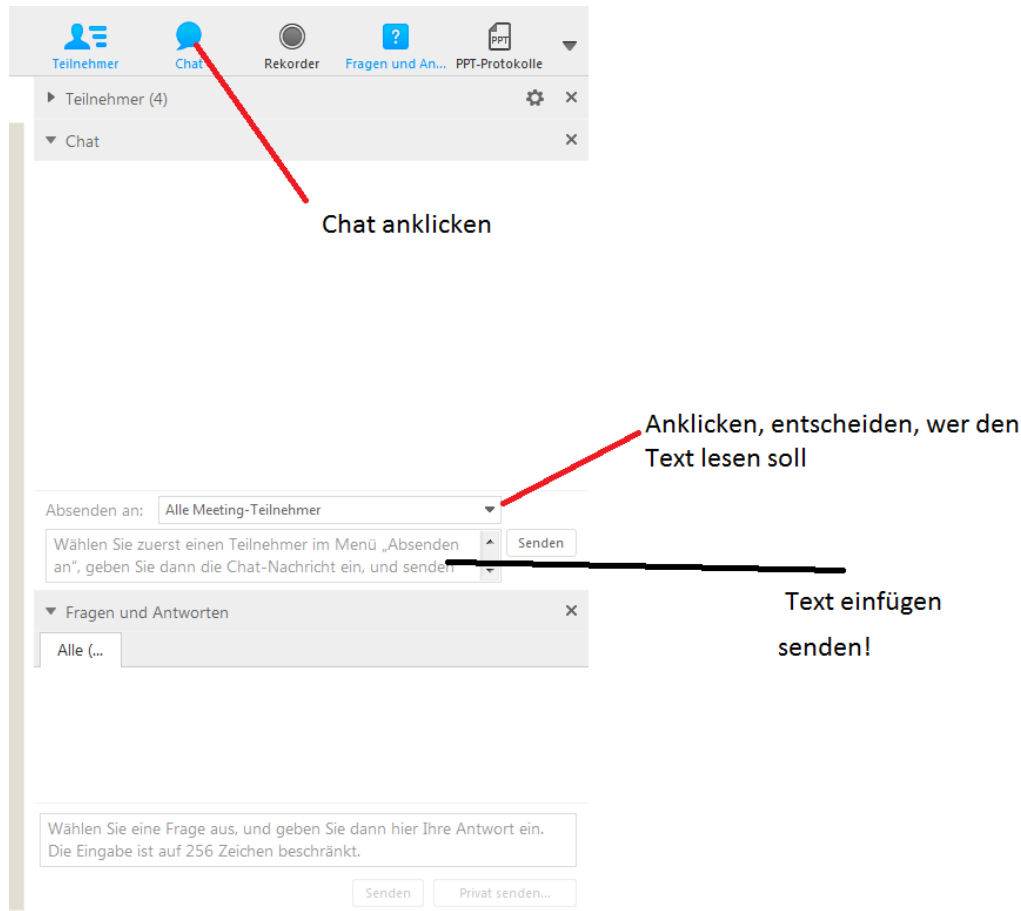 Teilnehmer Chat Rekorder Fragen und An... PPT-Protokolle
PPT
?
Teilnehmer (4)
Chat
Chat anklicken
Anklicken, entscheiden, wer den
Text lesen soll
Absenden an: Alle Meeting-Teilnehmer
Wählen Sie zuerst einen Teilnehmer im Menü „Absenden
an“, geben Sie dann die Chat-Nachricht ein, und senden
Senden
Text einfügen
senden!
Fragen und Antworten
Alle (...
Wählen Sie eine Frage aus, und geben Sie dann hier Ihre Antwort ein.
Die Eingabe ist auf 256 Zeichen beschränkt.
Senden Privat senden...